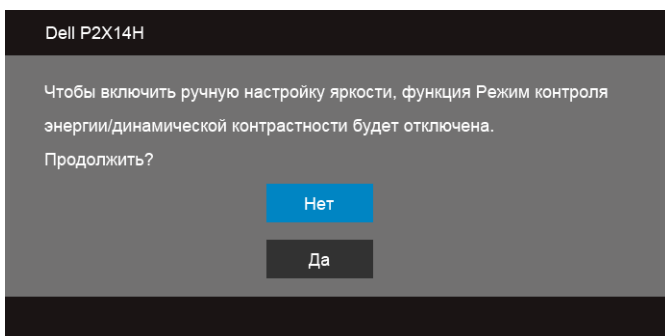 Dell P2X14H
Чтобы включить ручную настройку яркости, функция Режим контроля
энергии/динамической контрастности будет отключена.
Продолжить?
Нет
Да